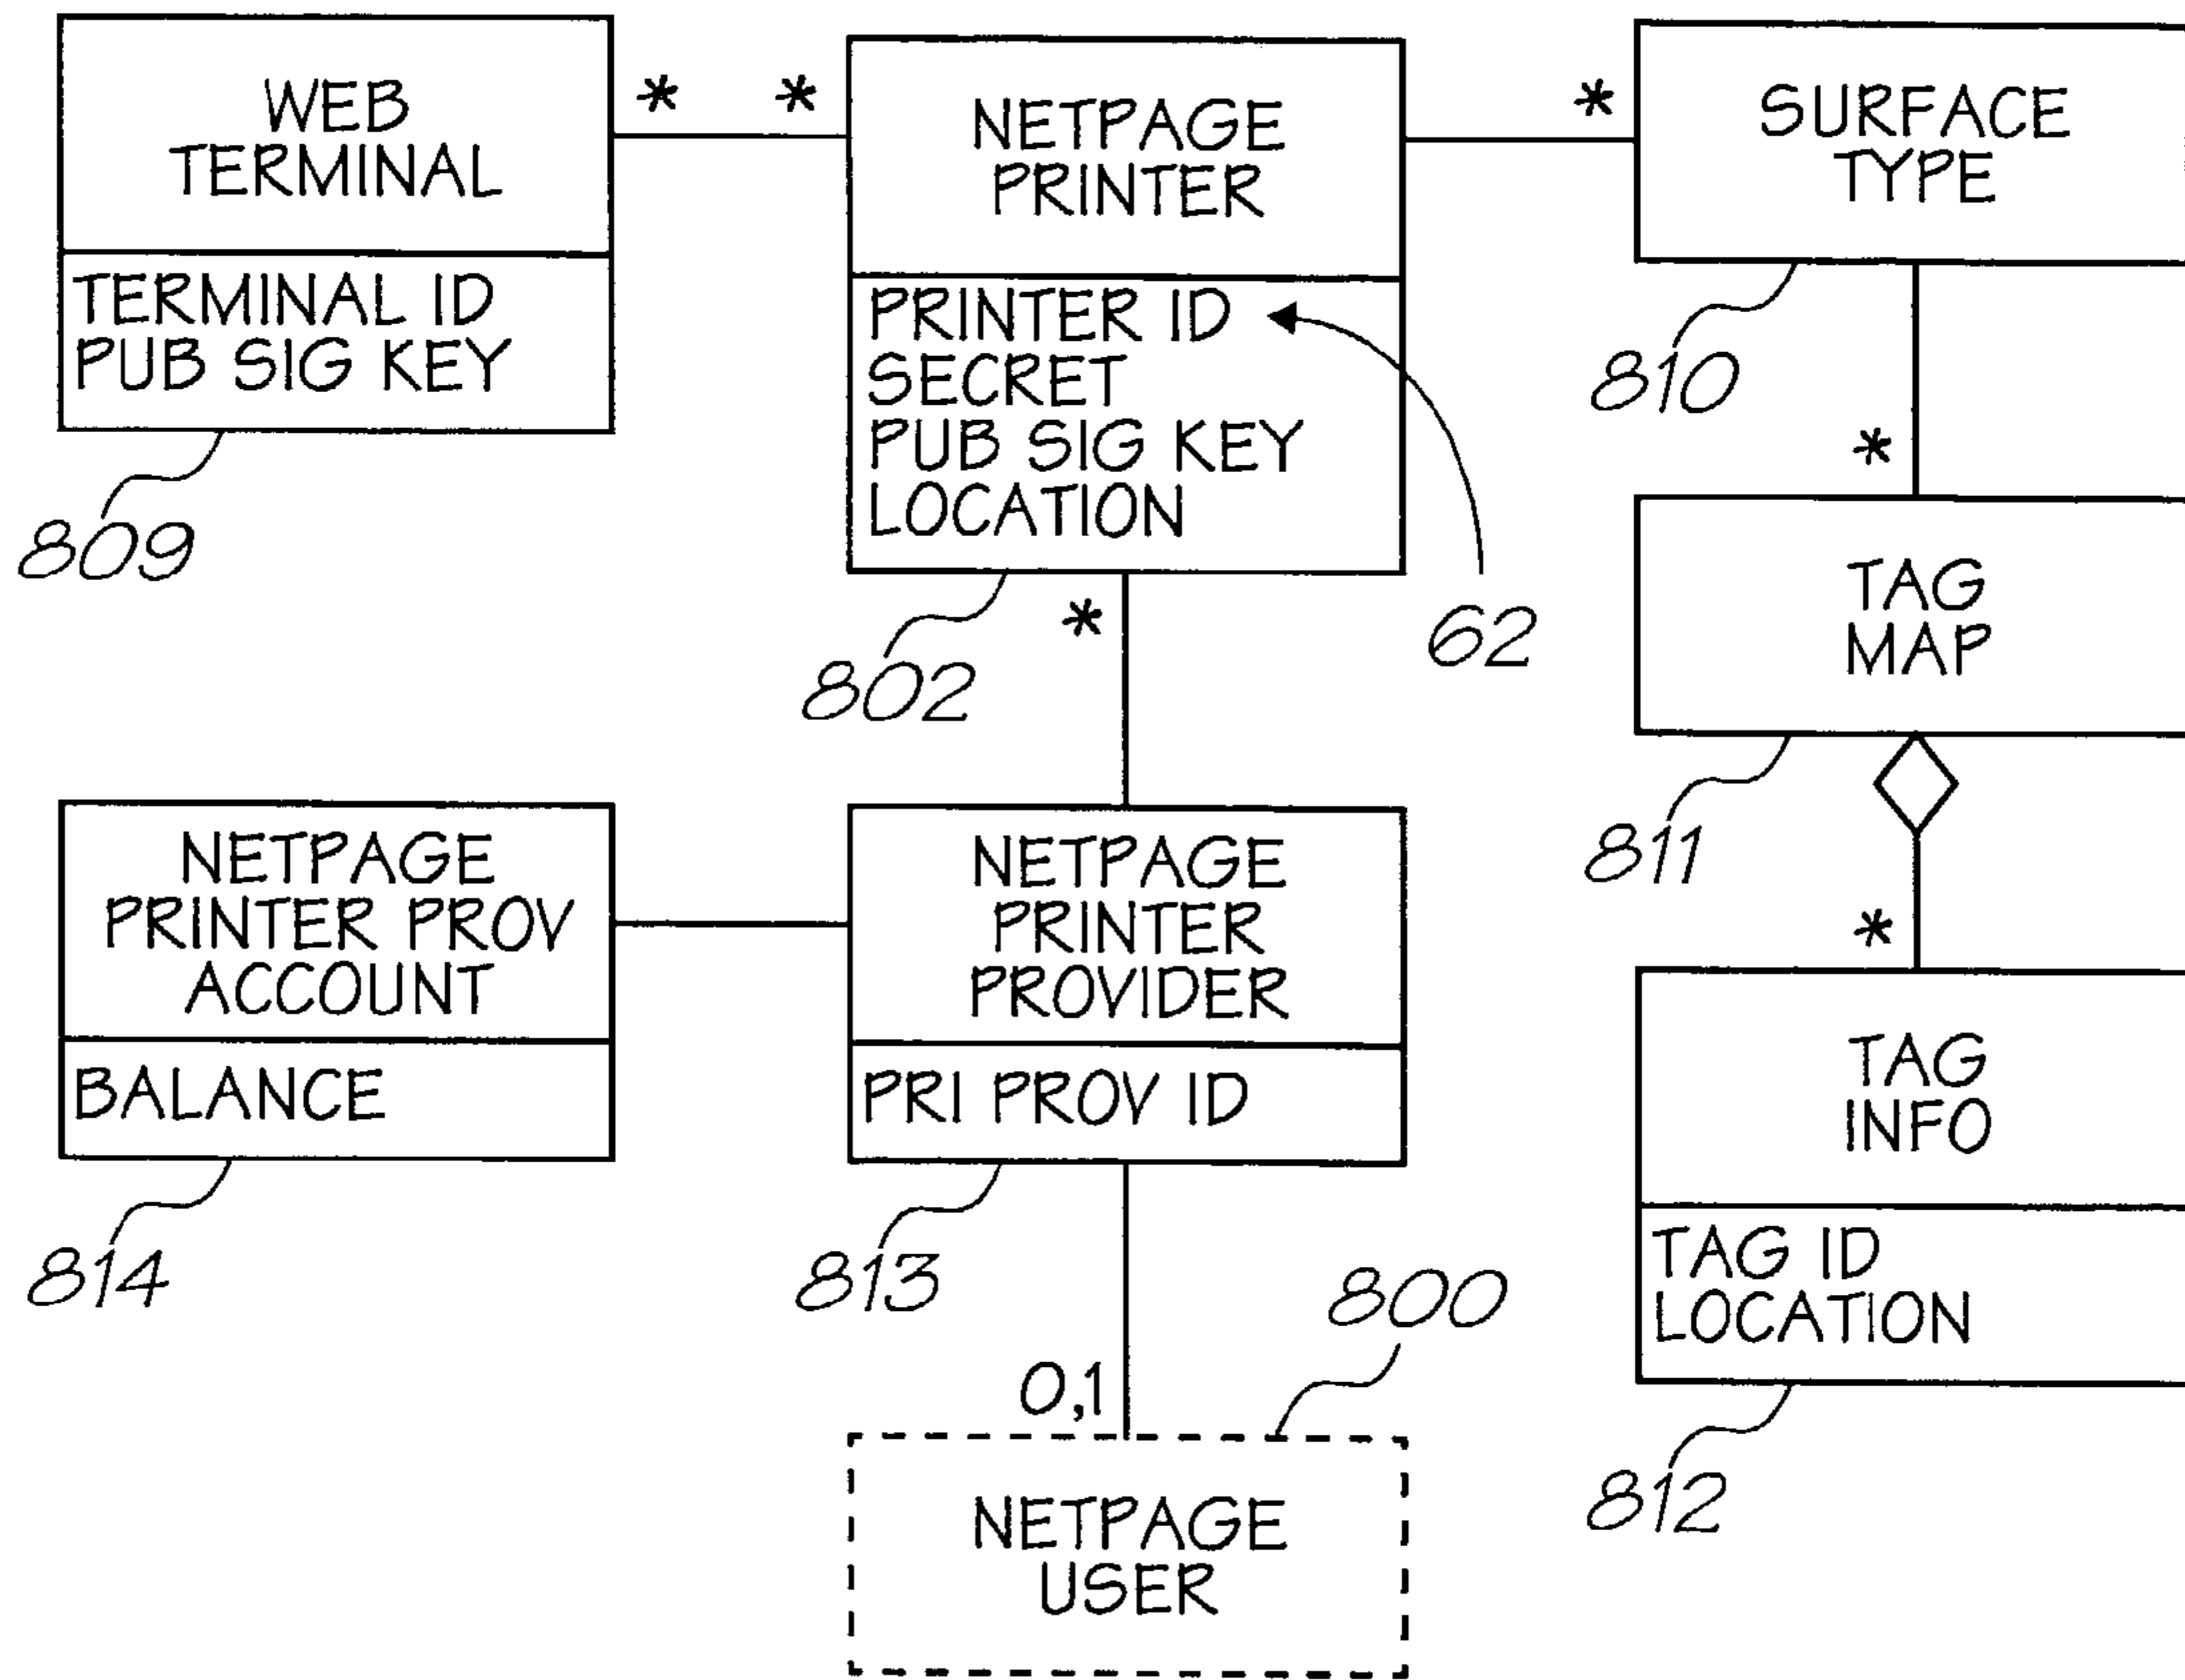 WEB
TERMINAL
TERMINAL ID
PUB SIG KEY
809
*
*
NETPAGE
PRINTER
PRINTER ID
SECRET
PUB SIG KEY
LOCATION
62
802
*
*
SURFACE
TYPE
810
*
TAG
MAP
811
*
TAG
INFO
TAG ID
LOCATION
812
NETPAGE
PRINTER PROV
ACCOUNT
BALANCE
814
NETPAGE
PRINTER
PROVIDER
PRI PROV ID
813
0,1
800
NETPAGE
USER